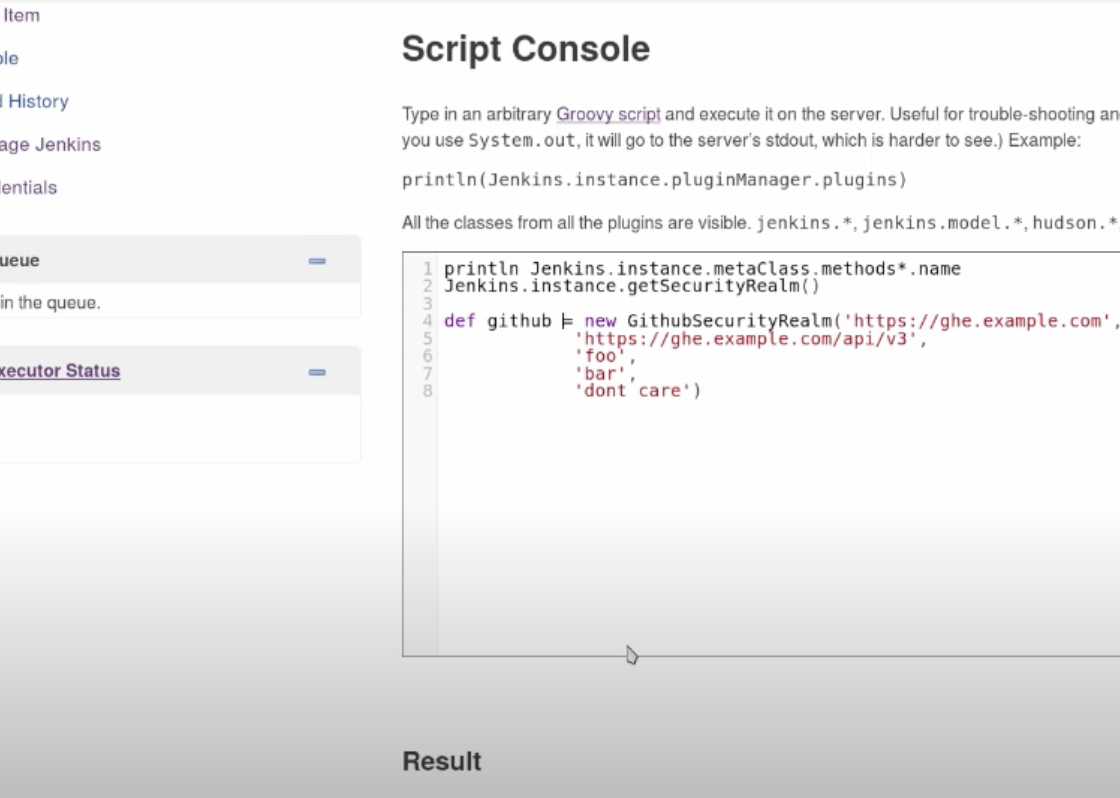 Item
ple
d History
age Jenkins
dentials
ueue
in the queue.
xecutor Status
Script Console
Type in an arbitrary Groovy script and execute it on the server. Useful for trouble-shooting an
you use System.out, it will go to the server's stdout, which is harder to see.) Example:
println(Jenkins.instance.pluginManager.plugins)
All the classes from all the plugins are visible. jenkins.*, jenkins.model.*, hudson.*
1 println Jenkins.instance.metaClass.methods*.name
2 Jenkins.instance.getSecurityRealm()
3
4 def github = new GithubSecurityRealm('https://ghe.example.com',
5 'https://ghe.example.com/api/v3',
6 'foo',
7 'bar',
8 'dont care')
Result